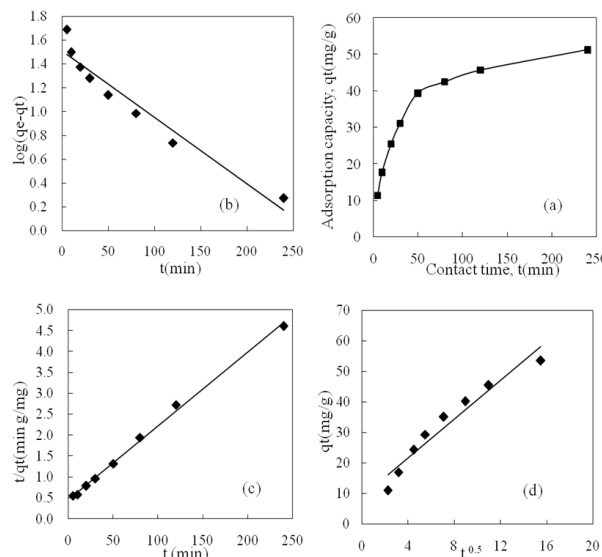 1.8
1.6
1.4
1.2
1.0
0.8
0.6
0.4
0.2
0.0
log(qe-qt)
(b)
0 50 100 150 200 250
t(min)
60
50
40
30
20
10
0
Adsorption capacity, qt(mg/g)
(a)
0 50 100 150 200 250
Contact time, t(min)
5.0
4.5
4.0
3.5
3.0
2.5
2.0
1.5
1.0
0.5
0.0
t/qt(min g/mg)
(c)
0 50 100 150 200 250
t (min)
70
60
50
40
30
20
10
0
qt(mg/g)
(d)
0 4 8 12 16 20
t 0.5